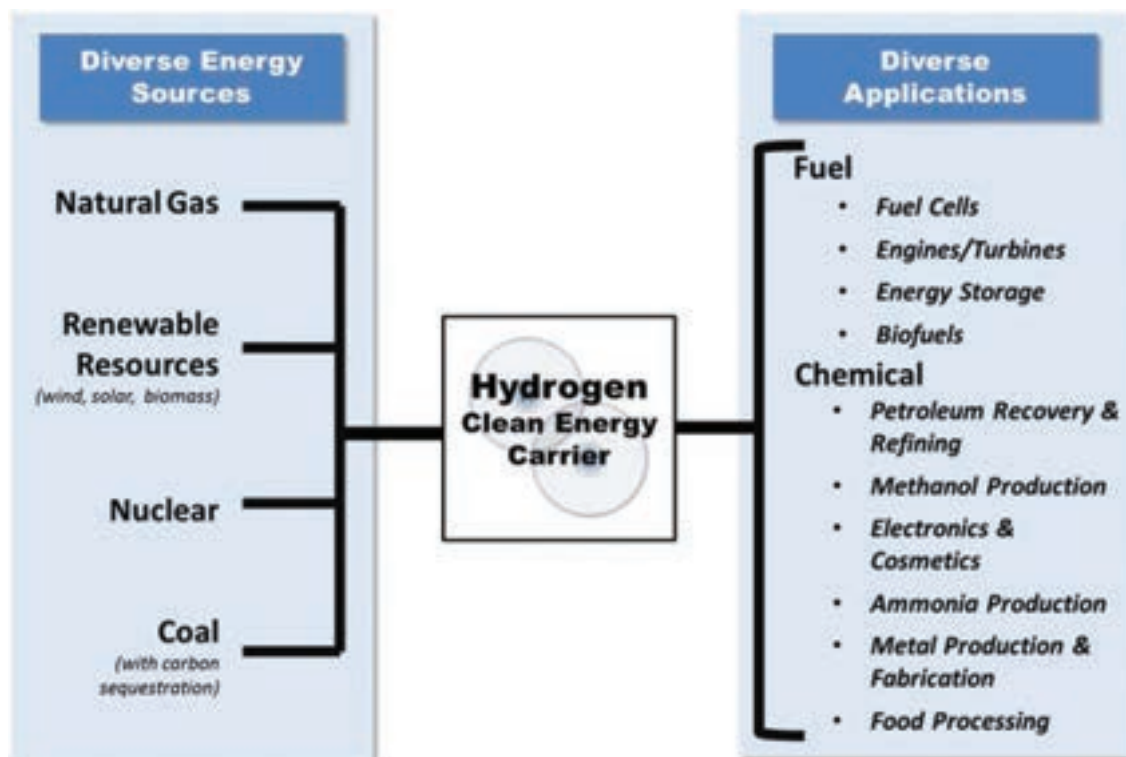 Diverse Energy
Sources
Natural Gas
Renewable
Resources
(wind, solar, biomass)
Nuclear
Coal
(with carbon
sequestration)
Hydrogen
Clean Energy
Carrier
Diverse
Applications
Fuel
• Fuel Cells
• Engines/Turbines
• Energy Storage
• Biofuels
Chemical
• Petroleum Recovery &
Refining
• Methanol Production
• Electronics &
Cosmetics
• Ammonia Production
• Metal Production &
Fabrication
• Food Processing